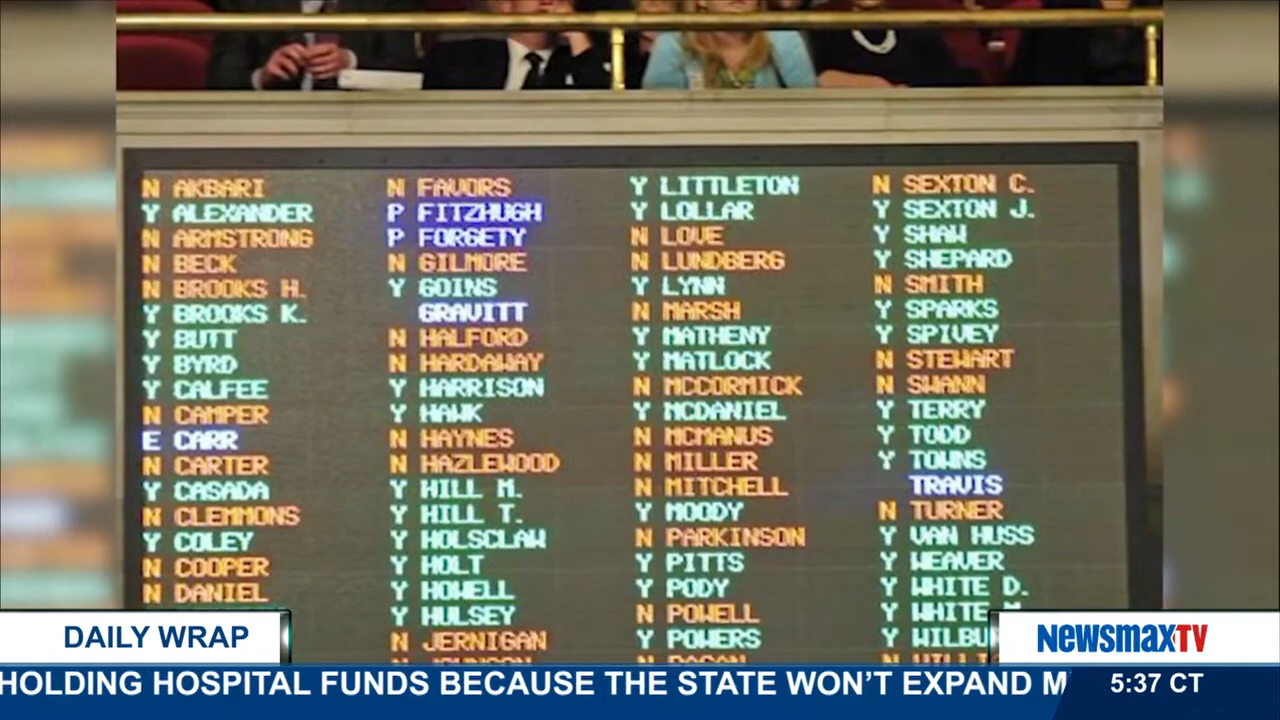 N AKBARI
Y ALEXANDER
N ARMSTRONG
N BECK
N BROOKS H.
Y BROOKS K.
Y BUTT
Y BYRD
Y CALFEE
N CAMPER
E CARR
N CARTER
Y CASADA
N CLEMMONS
Y COLEY
N COOPER
N DANIEL
N FAVORS
P FITZHUGH
P FORGETY
N GILMORE
Y GOINS
GRAVITT
N HALFORD
N HARDAWAY
Y HARRISON
Y HAWK
N HAYNES
N HAZLEWOOD
Y HILL M.
Y HILL T.
Y HOLSCLAW
Y HOLT
Y HOWELL
Y HULSEY
N JERNIGAN
Y LITTLETON
Y LOLLAR
N LOVE
N LUNDBERG
Y LYNN
N MARSH
Y MATHENY
Y MATLOCK
N MCCORMICK
Y MCDANIEL
N MCMANUS
N MILLER
N MITCHELL
Y MOODY
N PARKINSON
Y PITTS
Y PODY
N POWELL
Y POWERS
N SEXTON C.
Y SEXTON J.
Y SHAW
Y SHEPARD
N SMITH
Y SPARKS
Y SPIVEY
N STEWART
N SWANN
Y TERRY
Y TODD
Y TOWNS
TRAVIS
N TURNER
Y VAN HUSS
Y WEAVER
Y WHITE D.
Y WHITE
Y WILBU
DAILY WRAP
NEWSMAXTV
HOLDING HOSPITAL FUNDS BECAUSE THE STATE WON'T EXPAND M
5:37 CT